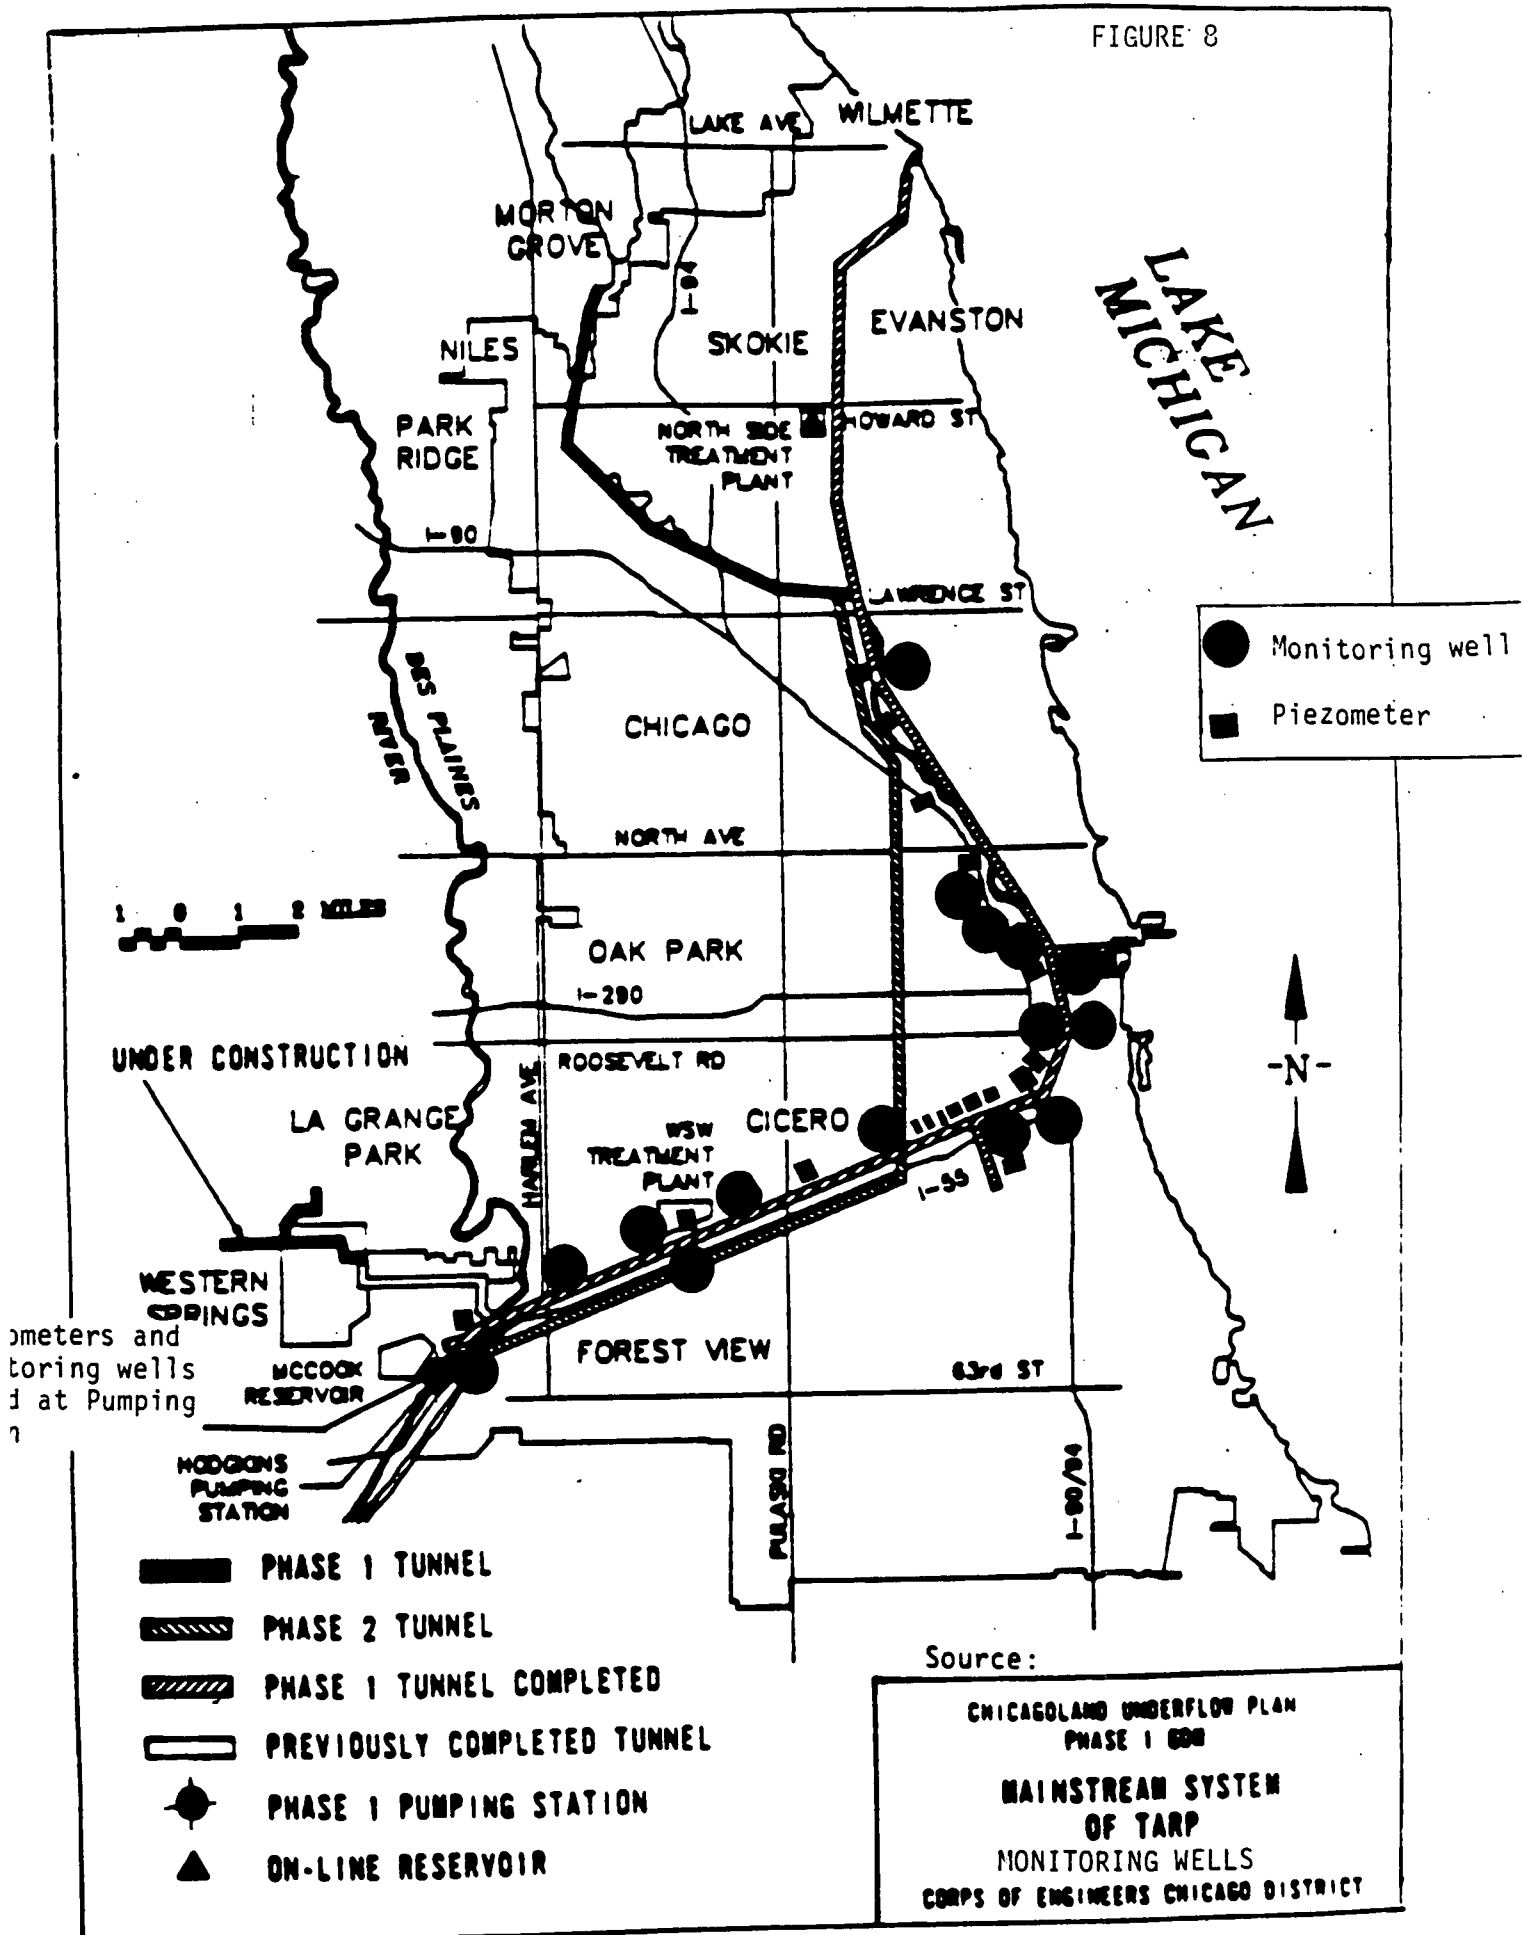 FIGURE 8
WILMETTE
LAKE AVE
MORTON
GROVE
I-94
LAKE
MICHIGAN
EVANSTON
SKOKIE
NILES
HOWARD ST
PARK
RIDGE
NORTH SIDE
TREATMENT
PLANT
I-90
LAWRENCE ST
Monitoring well
Piezometer
DES PLAINES
RIVER
CHICAGO
NORTH AVE
1 0 1 2 MILES
OAK PARK
I-290
UNDER CONSTRUCTION
ROOSEVELT RD
-N-
HARLEM AVE
LA GRANGE
PARK
CICERO
WSW
TREATMENT
PLANT
I-55
WESTERN
SPRINGS
ometers and
toring wells
d at Pumping
n
MCCOOK
RESERVOIR
FOREST VIEW
63rd ST
HODGKINS
PUMPING
STATION
PULASKI RD
I-90/94
PHASE 1 TUNNEL
PHASE 2 TUNNEL
PHASE 1 TUNNEL COMPLETED
PREVIOUSLY COMPLETED TUNNEL
PHASE 1 PUMPING STATION
ON-LINE RESERVOIR
Source:
CHICAGOLAND UNDERFLOW PLAN
PHASE 1 GDM
MAINSTREAM SYSTEM
OF TARP
MONITORING WELLS
CORPS OF ENGINEERS CHICAGO DISTRICT